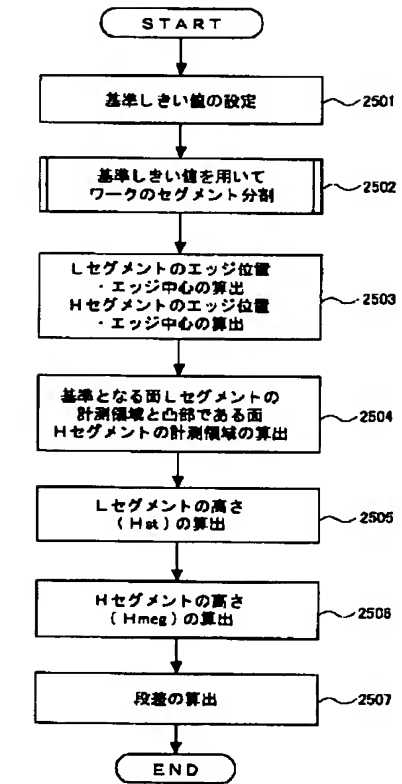 START
基準しきい値の設定
2501
基準しきい値を用いて
ワークのセグメント分割
2502
Lセグメントのエッジ位置
・エッジ中心の算出
Hセグメントのエッジ位置
・エッジ中心の算出
2503
基準となる面Lセグメントの
計測領域と凸部である面
Hセグメントの計測領域の算出
2504
Lセグメントの高さ
(Hst)の算出
2505
Hセグメントの高さ
(Hmeg)の算出
2506
段差の算出
2507
END